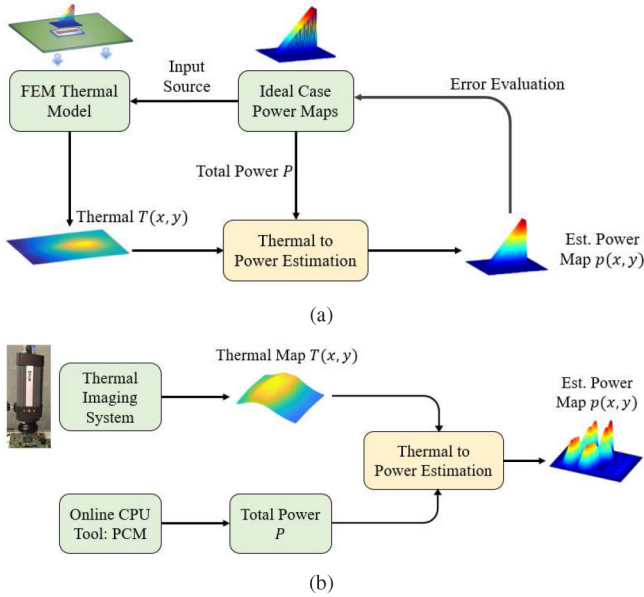 Input
Source
FEM Thermal
Model
Ideal Case
Power Maps
Error Evaluation
Total Power P
Thermal T(x, y)
Thermal to
Power Estimation
Est. Power
Map p(x, y)
(a)
Thermal
Imaging
System
Thermal Map T(x, y)
Est. Power
Map p(x, y)
Thermal to
Power Estimation
Online CPU
Tool: PCM
Total Power
P
(b)